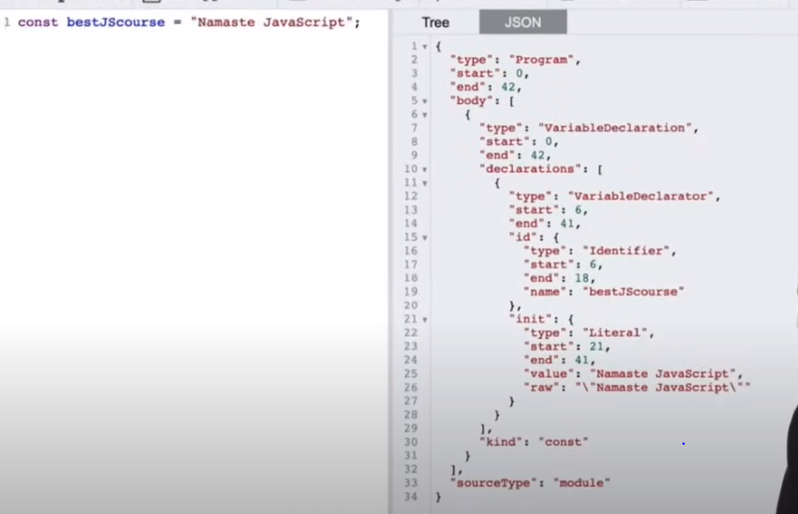 1 const bestJScourse = "Namaste JavaScript";
Tree JSON
1 {
2 "type": "Program",
3 "start": 0,
4 "end": 42,
5 "body": [
6 {
7 "type": "VariableDeclaration",
8 "start": 0,
9 "end": 42,
10 "declarations": [
11 {
12 "type": "VariableDeclarator",
13 "start": 6,
14 "end": 41,
15 "id": {
16 "type": "Identifier",
17 "start": 6,
18 "end": 18,
19 "name": "bestJScourse"
20 },
21 "init": {
22 "type": "Literal",
23 "start": 21,
24 "end": 41,
25 "value": "Namaste JavaScript",
26 "raw": "\"Namaste JavaScript\""
27 }
28 }
29 ],
30 "kind": "const"
31 }
32 ],
33 "sourceType": "module"
34 }